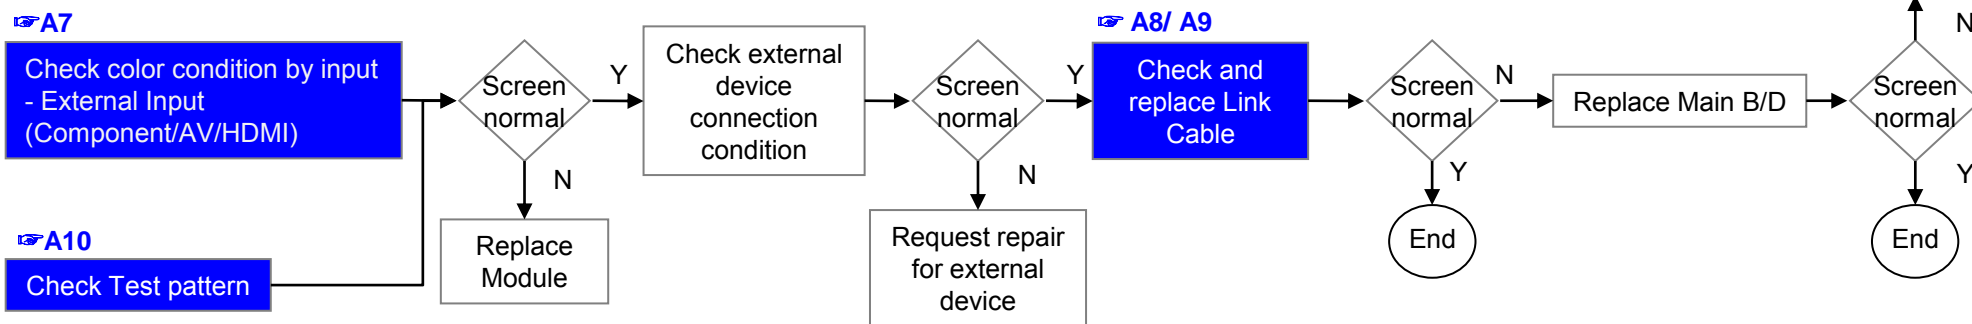 ☞A7
Check color condition by input
- External Input
(Component/AV/HDMI)
☞A10
Check Test pattern
Screen
normal
Y
N
Replace
Module
Check external
device
connection
condition
Screen
normal
Y
N
Request repair
for external
device
☞ A8/ A9
Check and
replace Link
Cable
Screen
normal
N
Y
End
Replace Main B/D
Screen
normal
N
Y
End